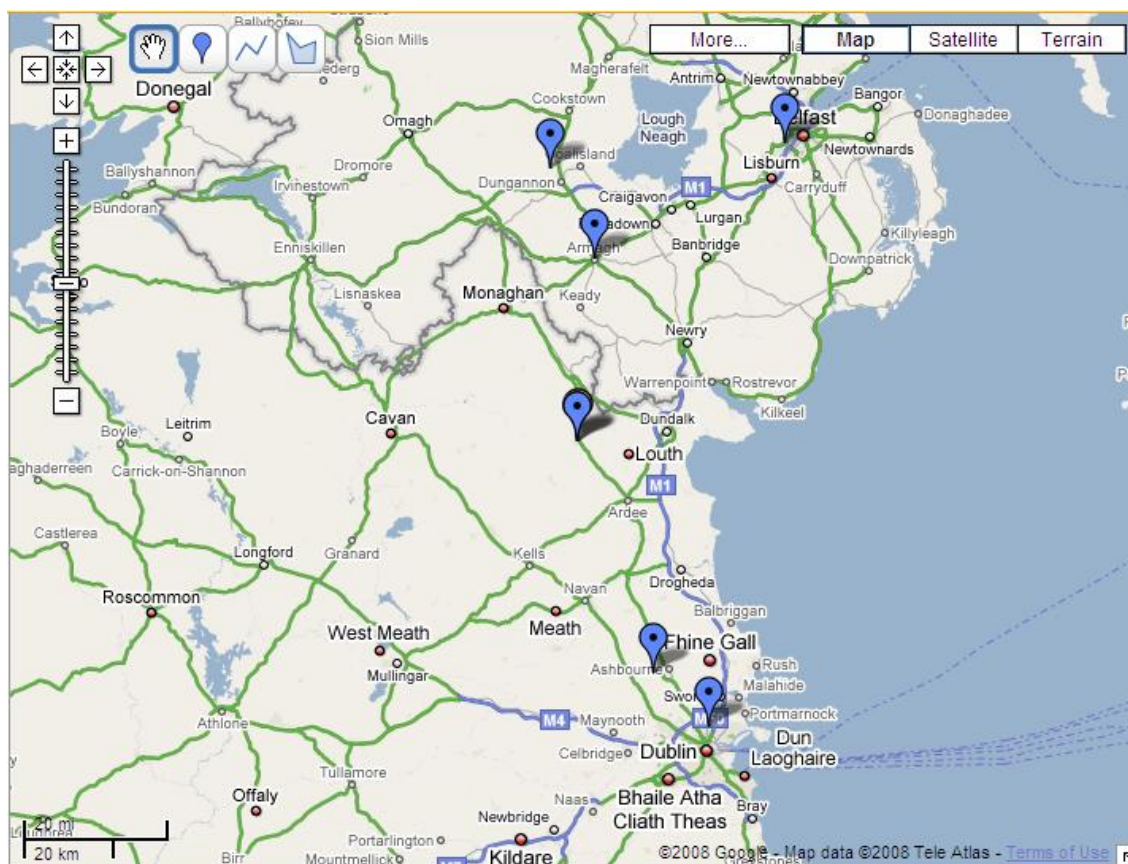 Ballybofey
Sion Mills
More...
Map
Satellite
Terrain
Magherafelt
Antrim
Newtownabbey
Bangor
Donegal
Cookstown
Donaghadee
Lough
Neagh
Omagh
Belfast
Newtownards
Dromore
Dungannon
Lisburn
Carryduff
Ballyshannon
Irvinestown
Craigavon
M1
Bundoran
Lurgan
Killyleagh
Enniskillen
Armagh
Banbridge
Downpatrick
Lisnaskea
Monaghan
Keady
Newry
Warrenpoint
Rostrevor
Kilkeel
Cavan
Leitrim
Dundalk
Boyle
Louth
Carrick-on-Shannon
M1
Ardee
Castlerea
Longford
Granard
Kells
Drogheda
Navan
Roscommon
Balbriggan
Meath
West Meath
Fhine Gall
Mullingar
Ashbourne
Rush
Malahide
Athlone
M4
Maynooth
Portmarnock
Celbridge
Dublin
Dun
Laoghaire
Tullamore
Bhaile Atha
Cliath Theas
Offaly
Naas
Bray
Newbridge
20 mi
20 km
Portarlington
Birr
Mountmellick
Kildare
©2008 Google - Map data ©2008 Tele Atlas - Terms of Use